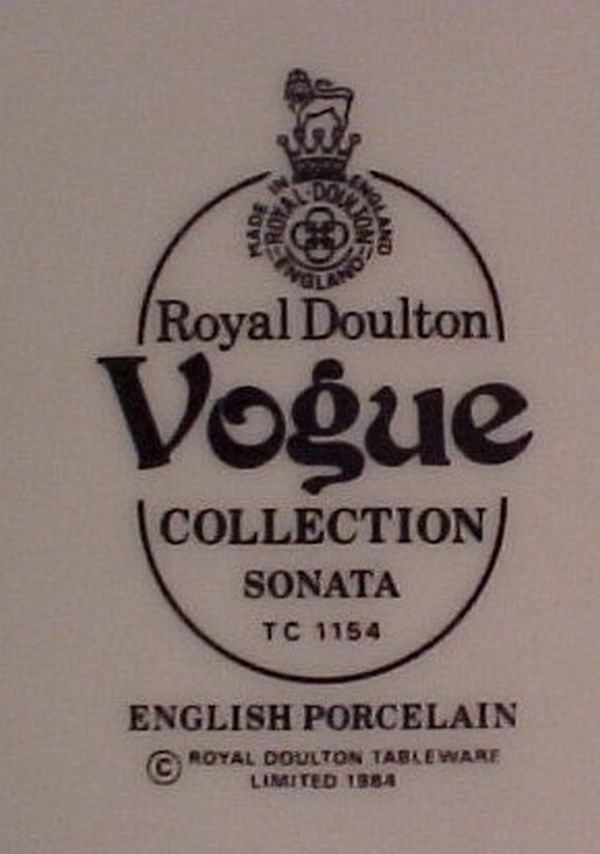 MADE IN ENGLAND
ROYAL·DOULTON
ENGLAND
Royal Doulton
Vogue
COLLECTION
SONATA
TC 1154
ENGLISH PORCELAIN
© ROYAL DOULTON TABLEWARE
LIMITED 1984